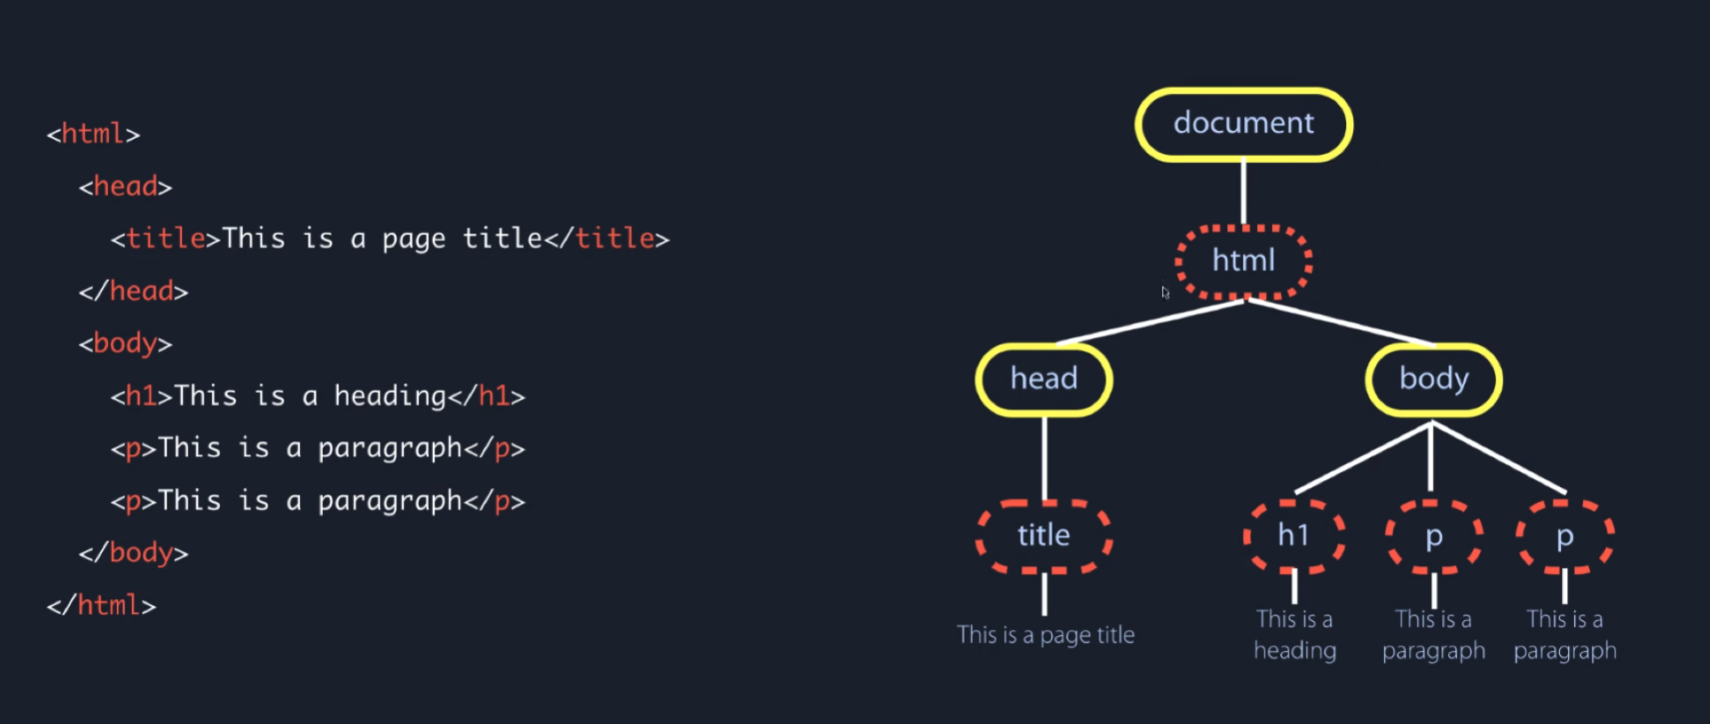 <html>
<head>
<title>This is a page title</title>
</head>
<body>
<h1>This is a heading</h1>
<p>This is a paragraph</p>
<p>This is a paragraph</p>
</body>
</html>
document
html
head
body
title
h1
p
p
This is a page title
This is a
heading
This is a
paragraph
This is a
paragraph